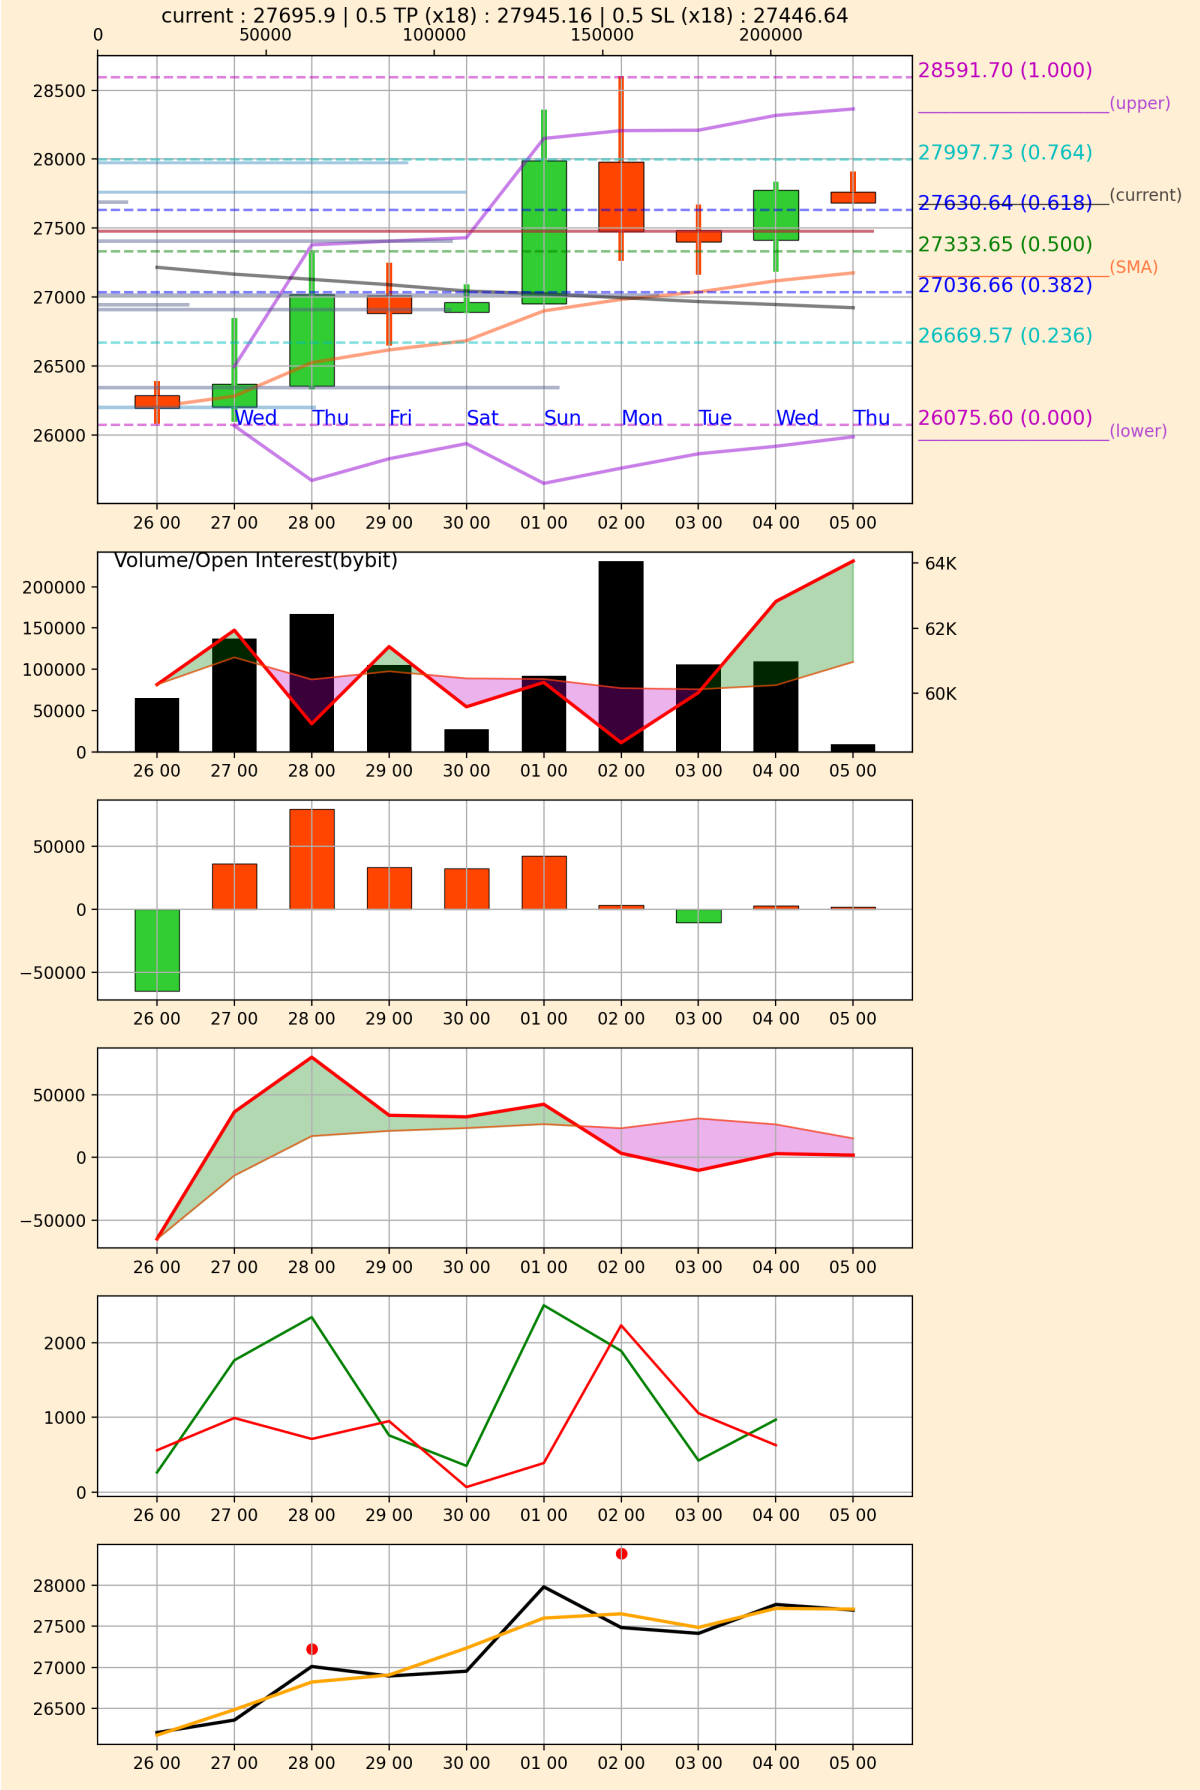 current : 27695.9 | 0.5 TP (x18) : 27945.16 | 0.5 SL (x18) : 27446.64
0 50000 100000 150000 200000
28591.70 (1.000)
28500
(upper)
28000
27997.73 (0.764)
(current)
27630.64 (0.618)
27500
27333.65 (0.500)
(SMA)
27000
27036.66 (0.382)
26669.57 (0.236)
26500
Wed Thu Fri Sat Sun Mon Tue Wed Thu
26075.60 (0.000)
26000
(lower)
26 00 27 00 28 00 29 00 30 00 01 00 02 00 03 00 04 00 05 00
Volume/Open Interest(bybit)
64K
200000
150000
62K
100000
60K
50000
0
26 00 27 00 28 00 29 00 30 00 01 00 02 00 03 00 04 00 05 00
50000
0
−50000
26 00 27 00 28 00 29 00 30 00 01 00 02 00 03 00 04 00 05 00
50000
0
−50000
26 00 27 00 28 00 29 00 30 00 01 00 02 00 03 00 04 00 05 00
2000
1000
0
26 00 27 00 28 00 29 00 30 00 01 00 02 00 03 00 04 00 05 00
28000
27500
27000
26500
26 00 27 00 28 00 29 00 30 00 01 00 02 00 03 00 04 00 05 00